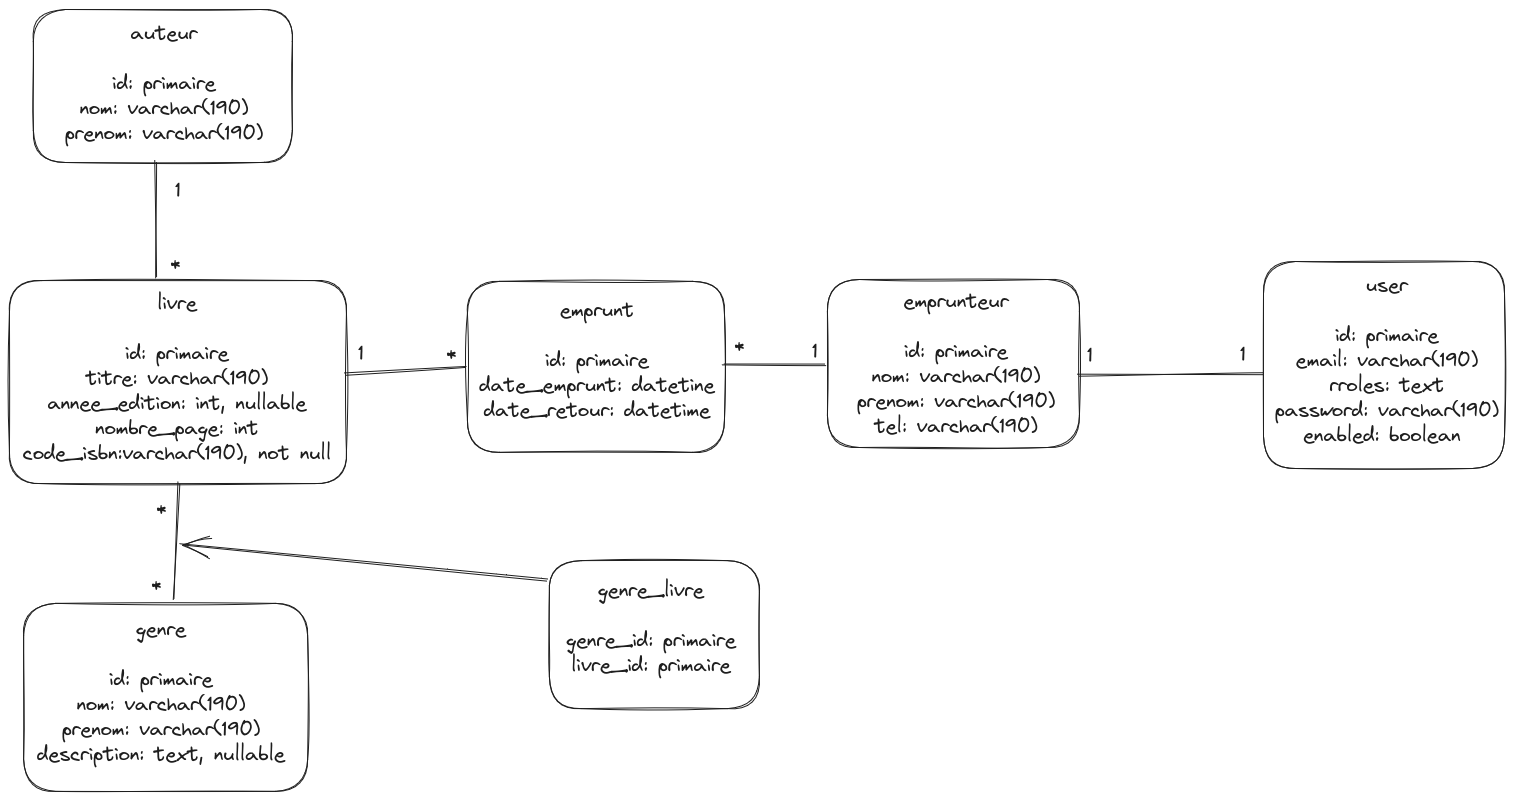 auteur
id: primaire
nom: varchar(190)
prenom: varchar(190)
1
*
livre
id: primaire
titre: varchar(190)
annee_edition: int, nullable
nombre_page: int
code_isbn:varchar(190), not null
1
*
emprunt
id: primaire
date_emprunt: datetine
date_retour: datetime
*
1
emprunteur
id: primaire
nom: varchar(190)
prenom: varchar(190)
tel: varchar(190)
1
1
user
id: primaire
email: varchar(190)
rroles: text
password: varchar(190)
enabled: boolean
*
*
genre_livre
genre_id: primaire
livre_id: primaire
genre
id: primaire
nom: varchar(190)
prenom: varchar(190)
description: text, nullable